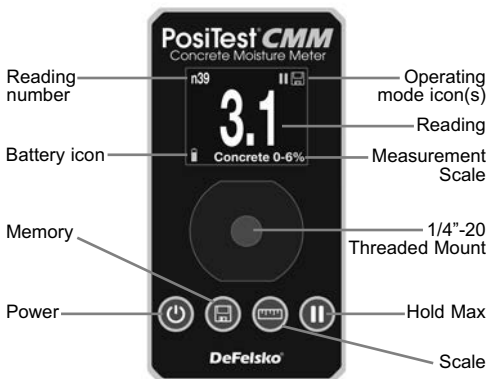 PosiTest CMM
Concrete Moisture Meter
Reading number
n39
Operating mode icon(s)
3.1
Reading
Battery icon
Concrete 0-6%
Measurement Scale
Memory
1/4"-20 Threaded Mount
Power
Hold Max
DeFelsko®
Scale